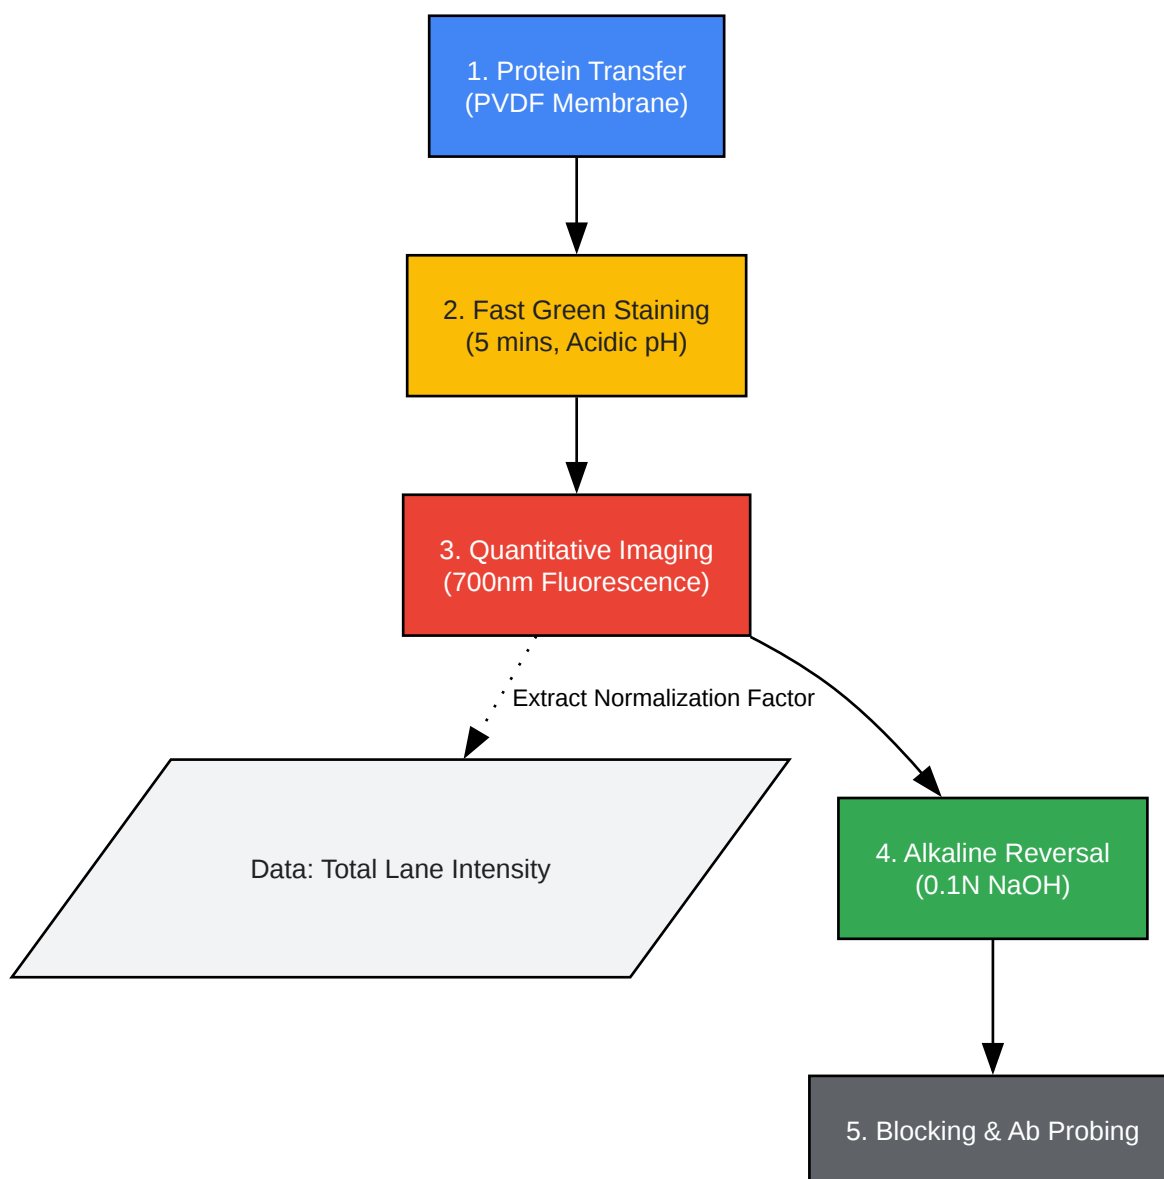 1. Protein Transfer
(PVDF Membrane)
2. Fast Green Staining
(5 mins, Acidic pH)
3. Quantitative Imaging
(700nm Fluorescence)
Extract Normalization Factor
Data: Total Lane Intensity
4. Alkaline Reversal
(0.1N NaOH)
5. Blocking & Ab Probing